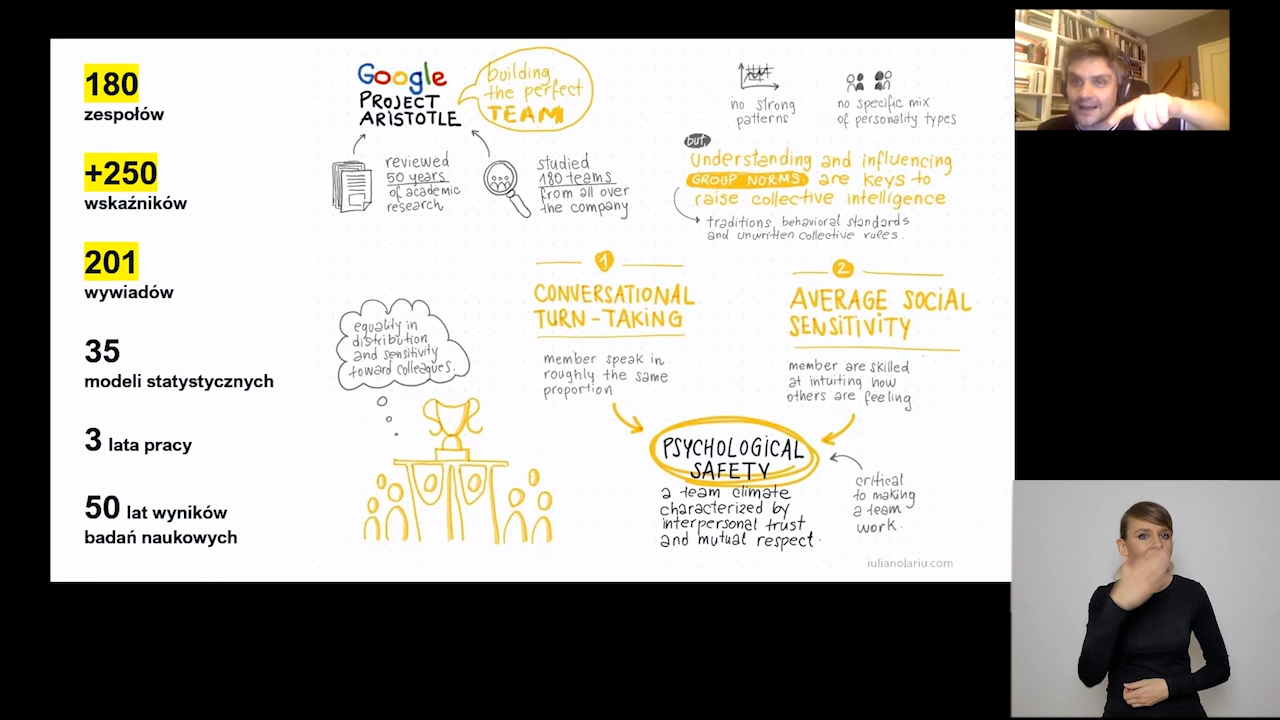 180
zespołów
+250
wskaźników
201
wywiadów
35
modeli statystycznych
3 lata pracy
50 lat wyników
badań naukowych
Google
PROJECT
ARISTOTLE
building
the perfect
TEAM
reviewed
50 years
of academic
research
studied
180 teams
from all over
the company
no strong
patterns
no specific mix
of personality types
but,
Understanding and influencing
GROUP NORMS are keys to
raise collective intelligence
traditions, behavioral standards
and unwritten collective rules.
equality in
distribution
and sensitivity
toward colleagues.
1
CONVERSATIONAL
TURN-TAKING
member speak in
roughly the same
proportion
2
AVERAGE SOCIAL
SENSITIVITY
member are skilled
at intuiting how
others are feeling
PSYCHOLOGICAL
SAFETY
a team climate
characterized by
interpersonal trust
and mutual respect.
critical
to making
a team
work.
iulianolariu.com